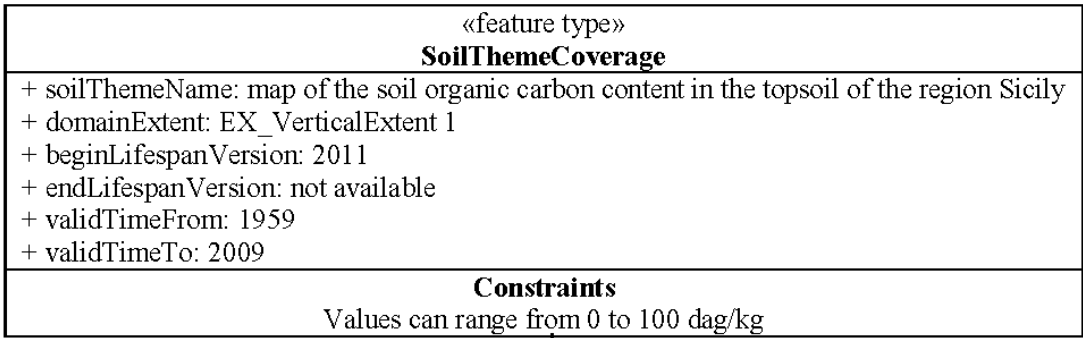 «feature type»
SoilThemeCoverage
+ soilThemeName: map of the soil organic carbon content in the topsoil of the region Sicily
+ domainExtent: EX_VerticalExtent 1
+ beginLifespanVersion: 2011
+ endLifespanVersion: not available
+ validTimeFrom: 1959
+ validTimeTo: 2009
Constraints
Values can range from 0 to 100 dag/kg